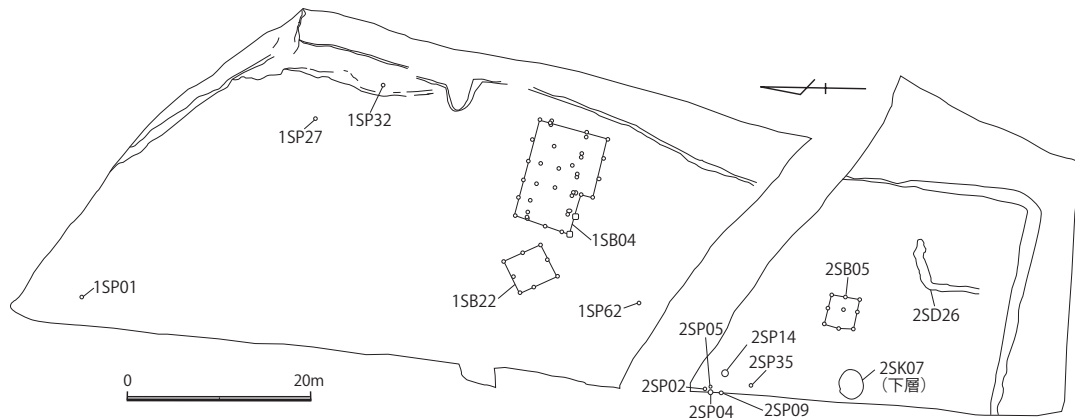 1SP32
1SP27
1SB04
1SP01
1SB22
1SP62
2SB05
2SD26
2SP05
2SP14
2SP35
2SK07
（下層）
2SP02
2SP09
2SP04
0
20m